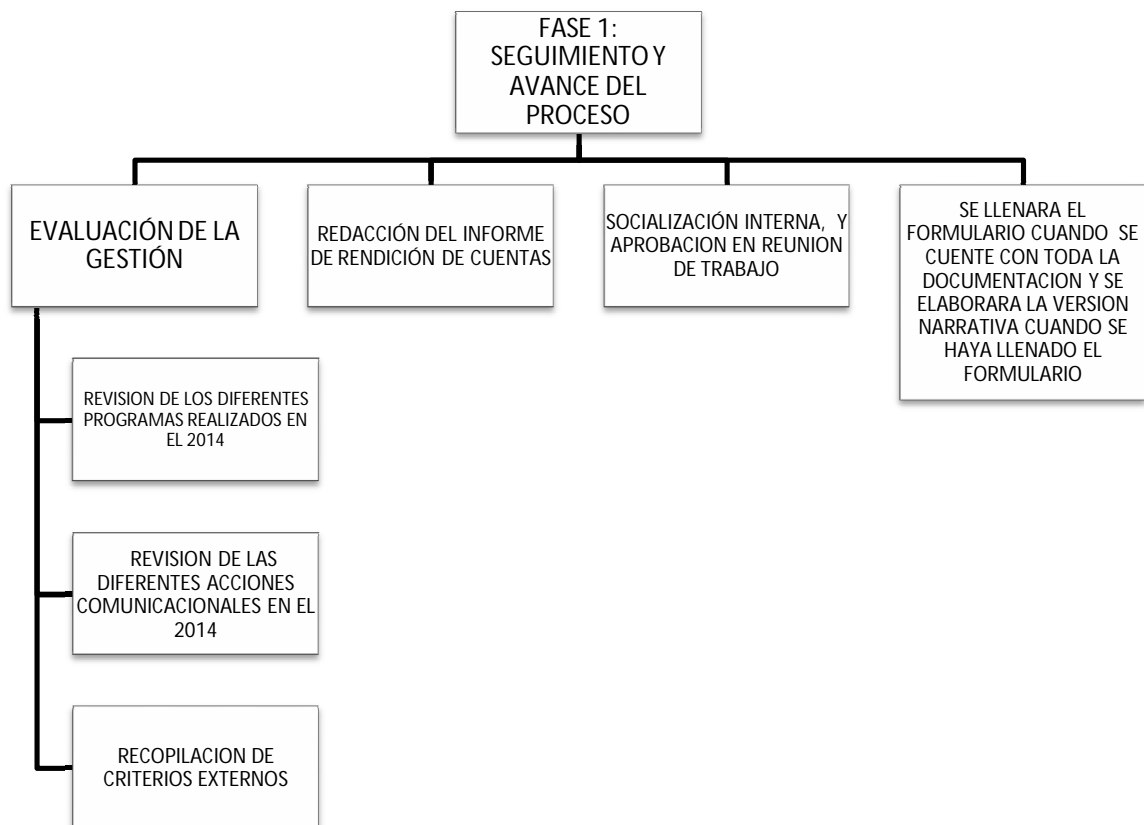 FASE 1:
SEGUIMIENTO Y
AVANCE DEL
PROCESO
EVALUACIÓN DE LA
GESTIÓN
REDACCIÓN DEL INFORME
DE RENDICIÓN DE CUENTAS
SOCIALIZACIÓN INTERNA, Y
APROBACION EN REUNION
DE TRABAJO
SE LLENARA EL
FORMULARIO CUANDO SE
CUENTE CON TODA LA
DOCUMENTACION Y SE
ELABORARA LA VERSION
NARRATIVA CUANDO SE
HAYA LLENADO EL
FORMULARIO
REVISION DE LOS DIFERENTES
PROGRAMAS REALIZADOS EN
EL 2014
REVISION DE LAS
DIFERENTES ACCIONES
COMUNICACIONALES EN EL
2014
RECOPILACION DE
CRITERIOS EXTERNOS